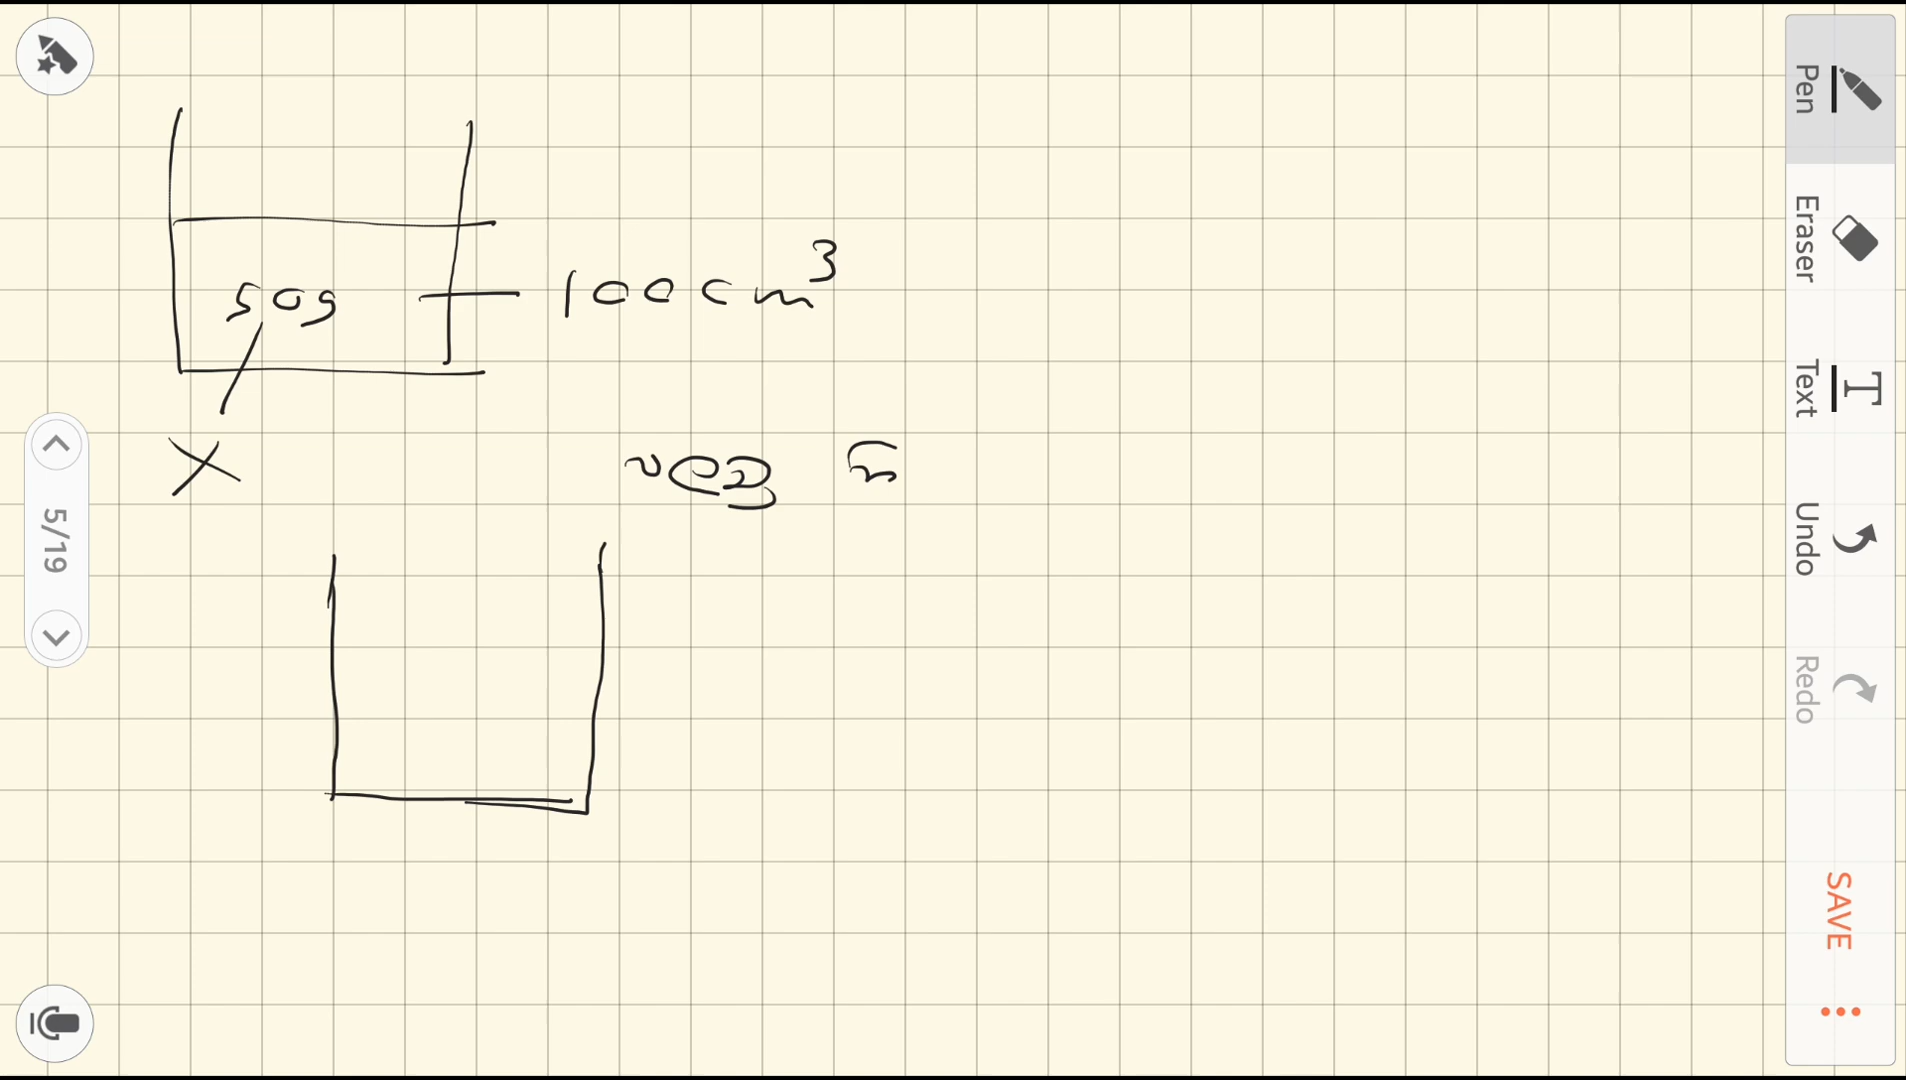 50g
100cm³
X
Pen
Eraser
Text
Undo
Redo
SAVE
5/19